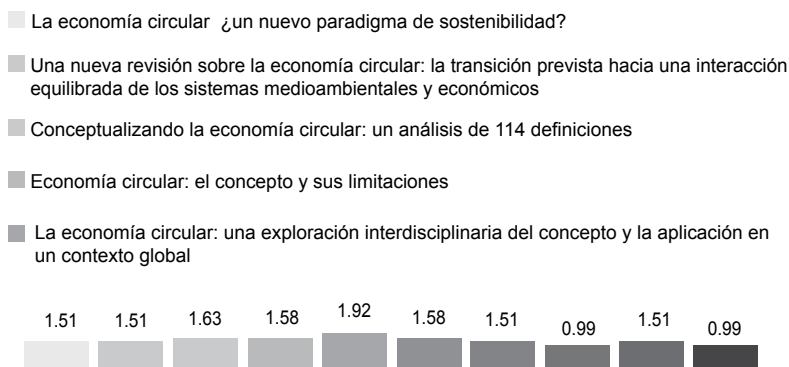 La economía circular ¿un nuevo paradigma de sostenibilidad?
Una nueva revisión sobre la economía circular: la transición prevista hacia una interacción
equilibrada de los sistemas medioambientales y económicos
Conceptualizando la economía circular: un análisis de 114 definiciones
Economía circular: el concepto y sus limitaciones
La economía circular: una exploración interdisciplinaria del concepto y la aplicación en
un contexto global
1.51 1.51 1.63 1.58 1.92 1.58 1.51 0.99 1.51 0.99